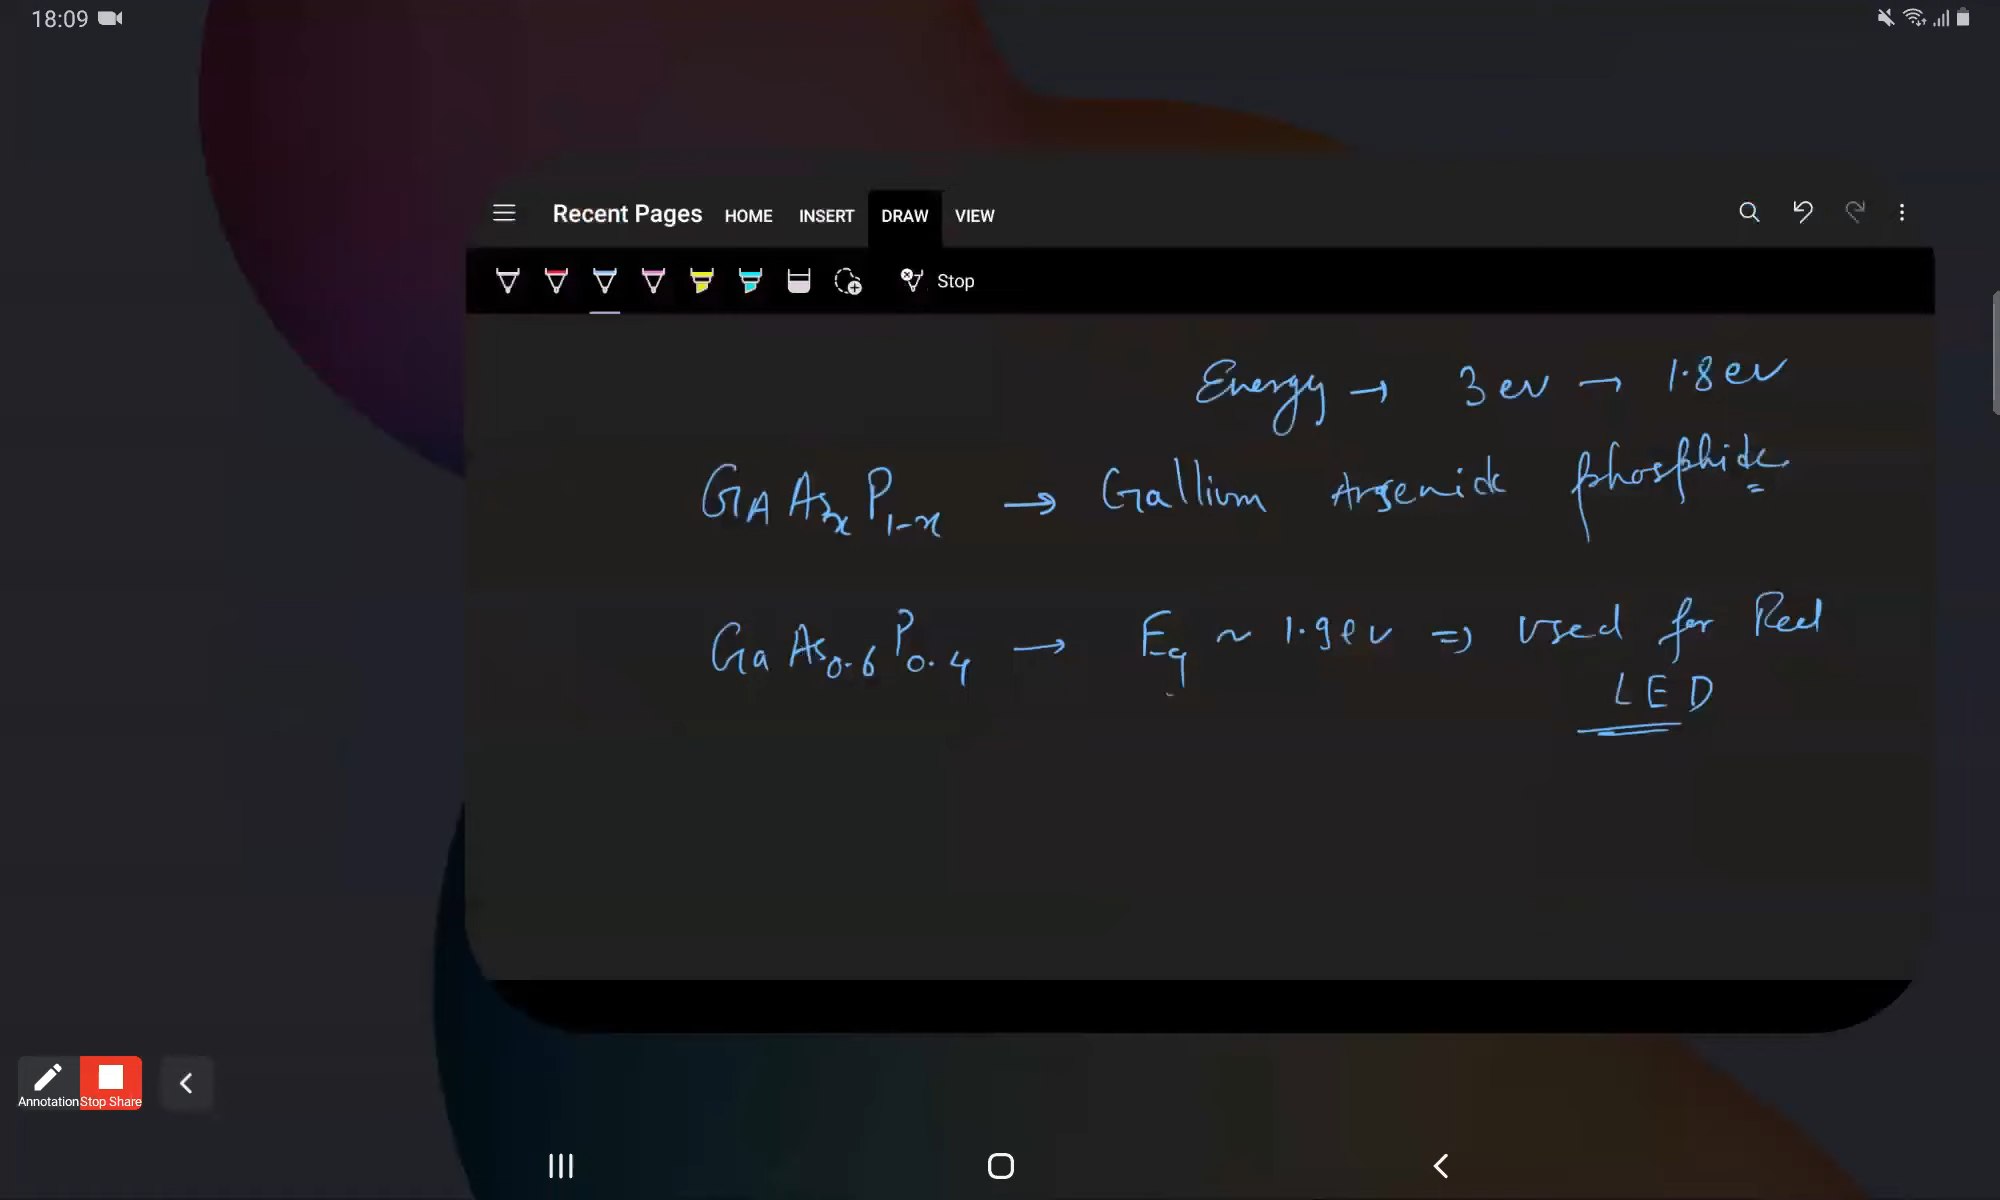 18:09
Recent Pages HOME INSERT DRAW VIEW
Stop
Energy → 3 ev → 1.8 ev
GA Asx P1-x → Gallium Arsenide phosphide
Ga As0.6 P0.4 → Eg ~ 1.9 ev ⇒ Used for Red
LED
Annotation Stop Share